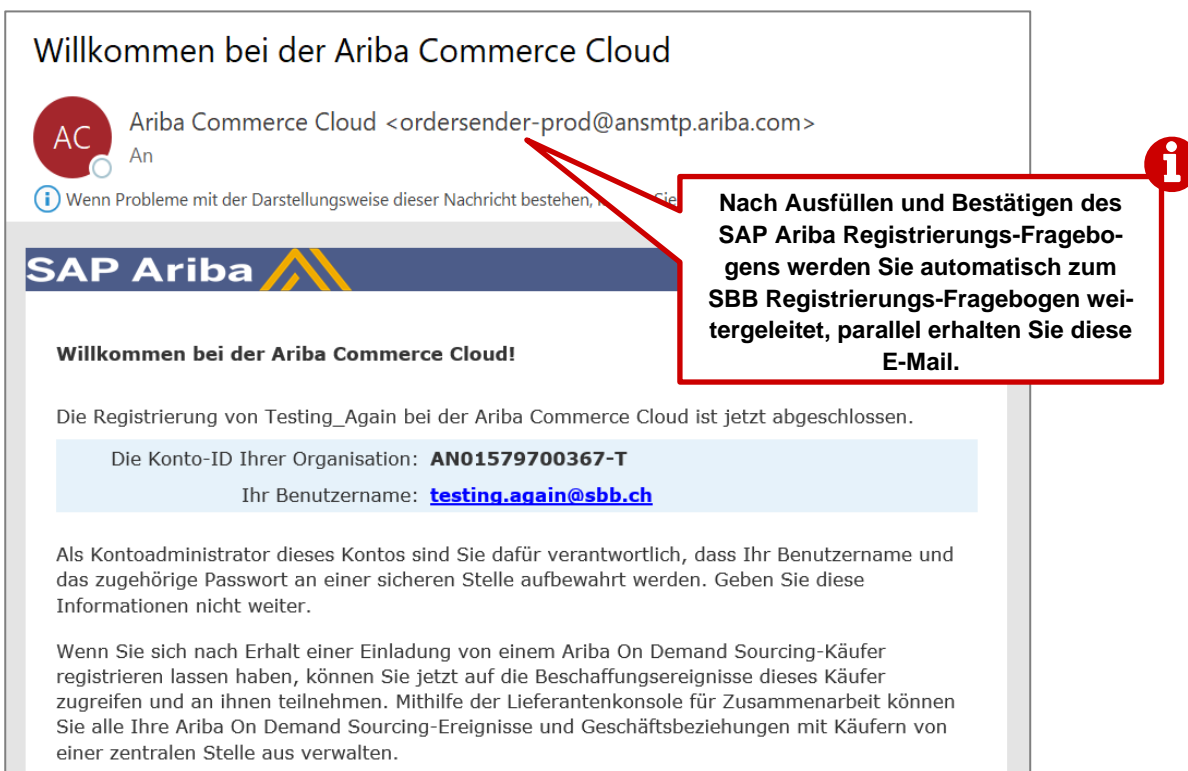 Willkommen bei der Ariba Commerce Cloud
AC
Ariba Commerce Cloud <ordersender-prod@ansmtp.ariba.com>
An
Wenn Probleme mit der Darstellungsweise dieser Nachricht bestehen,
Nach Ausfüllen und Bestätigen des
SAP Ariba Registrierungs-Fragebo-
gens werden Sie automatisch zum
SBB Registrierungs-Fragebogen wei-
tergeleitet, parallel erhalten Sie diese
E-Mail.
SAP Ariba
Willkommen bei der Ariba Commerce Cloud!
Die Registrierung von Testing_Again bei der Ariba Commerce Cloud ist jetzt abgeschlossen.
Die Konto-ID Ihrer Organisation: AN01579700367-T
Ihr Benutzername: testing.again@sbb.ch
Als Kontoadministrator dieses Kontos sind Sie dafür verantwortlich, dass Ihr Benutzername und
das zugehörige Passwort an einer sicheren Stelle aufbewahrt werden. Geben Sie diese
Informationen nicht weiter.
Wenn Sie sich nach Erhalt einer Einladung von einem Ariba On Demand Sourcing-Käufer
registrieren lassen haben, können Sie jetzt auf die Beschaffungsereignisse dieses Käufer
zugreifen und an ihnen teilnehmen. Mithilfe der Lieferantenkonsole für Zusammenarbeit können
Sie alle Ihre Ariba On Demand Sourcing-Ereignisse und Geschäftsbeziehungen mit Käufern von
einer zentralen Stelle aus verwalten.